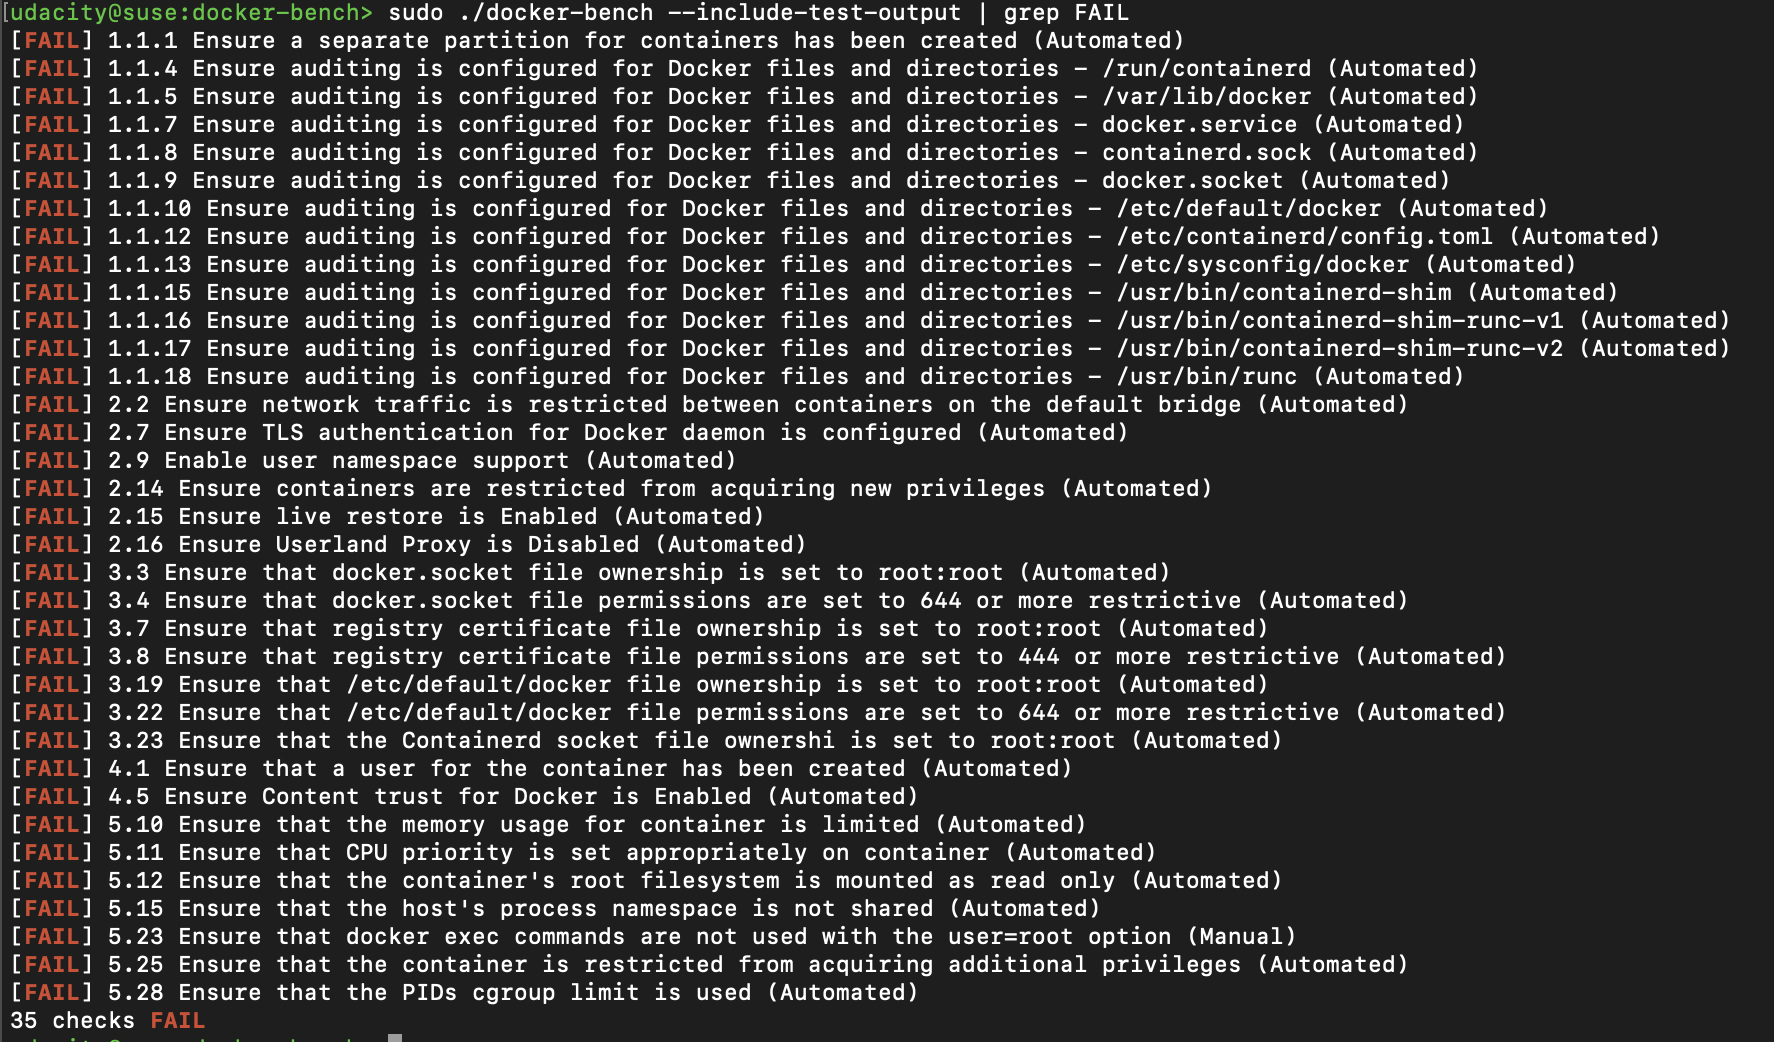 [udacity@suse:docker-bench> sudo ./docker-bench --include-test-output | grep FAIL
[FAIL] 1.1.1 Ensure a separate partition for containers has been created (Automated)
[FAIL] 1.1.4 Ensure auditing is configured for Docker files and directories - /run/containerd (Automated)
[FAIL] 1.1.5 Ensure auditing is configured for Docker files and directories - /var/lib/docker (Automated)
[FAIL] 1.1.7 Ensure auditing is configured for Docker files and directories - docker.service (Automated)
[FAIL] 1.1.8 Ensure auditing is configured for Docker files and directories - containerd.sock (Automated)
[FAIL] 1.1.9 Ensure auditing is configured for Docker files and directories - docker.socket (Automated)
[FAIL] 1.1.10 Ensure auditing is configured for Docker files and directories - /etc/default/docker (Automated)
[FAIL] 1.1.12 Ensure auditing is configured for Docker files and directories - /etc/containerd/config.toml (Automated)
[FAIL] 1.1.13 Ensure auditing is configured for Docker files and directories - /etc/sysconfig/docker (Automated)
[FAIL] 1.1.15 Ensure auditing is configured for Docker files and directories - /usr/bin/containerd-shim (Automated)
[FAIL] 1.1.16 Ensure auditing is configured for Docker files and directories - /usr/bin/containerd-shim-runc-v1 (Automated)
[FAIL] 1.1.17 Ensure auditing is configured for Docker files and directories - /usr/bin/containerd-shim-runc-v2 (Automated)
[FAIL] 1.1.18 Ensure auditing is configured for Docker files and directories - /usr/bin/runc (Automated)
[FAIL] 2.2 Ensure network traffic is restricted between containers on the default bridge (Automated)
[FAIL] 2.7 Ensure TLS authentication for Docker daemon is configured (Automated)
[FAIL] 2.9 Enable user namespace support (Automated)
[FAIL] 2.14 Ensure containers are restricted from acquiring new privileges (Automated)
[FAIL] 2.15 Ensure live restore is Enabled (Automated)
[FAIL] 2.16 Ensure Userland Proxy is Disabled (Automated)
[FAIL] 3.3 Ensure that docker.socket file ownership is set to root:root (Automated)
[FAIL] 3.4 Ensure that docker.socket file permissions are set to 644 or more restrictive (Automated)
[FAIL] 3.7 Ensure that registry certificate file ownership is set to root:root (Automated)
[FAIL] 3.8 Ensure that registry certificate file permissions are set to 444 or more restrictive (Automated)
[FAIL] 3.19 Ensure that /etc/default/docker file ownership is set to root:root (Automated)
[FAIL] 3.22 Ensure that /etc/default/docker file permissions are set to 644 or more restrictive (Automated)
[FAIL] 3.23 Ensure that the Containerd socket file ownershi is set to root:root (Automated)
[FAIL] 4.1 Ensure that a user for the container has been created (Automated)
[FAIL] 4.5 Ensure Content trust for Docker is Enabled (Automated)
[FAIL] 5.10 Ensure that the memory usage for container is limited (Automated)
[FAIL] 5.11 Ensure that CPU priority is set appropriately on container (Automated)
[FAIL] 5.12 Ensure that the container's root filesystem is mounted as read only (Automated)
[FAIL] 5.15 Ensure that the host's process namespace is not shared (Automated)
[FAIL] 5.23 Ensure that docker exec commands are not used with the user=root option (Manual)
[FAIL] 5.25 Ensure that the container is restricted from acquiring additional privileges (Automated)
[FAIL] 5.28 Ensure that the PIDs cgroup limit is used (Automated)
35 checks FAIL